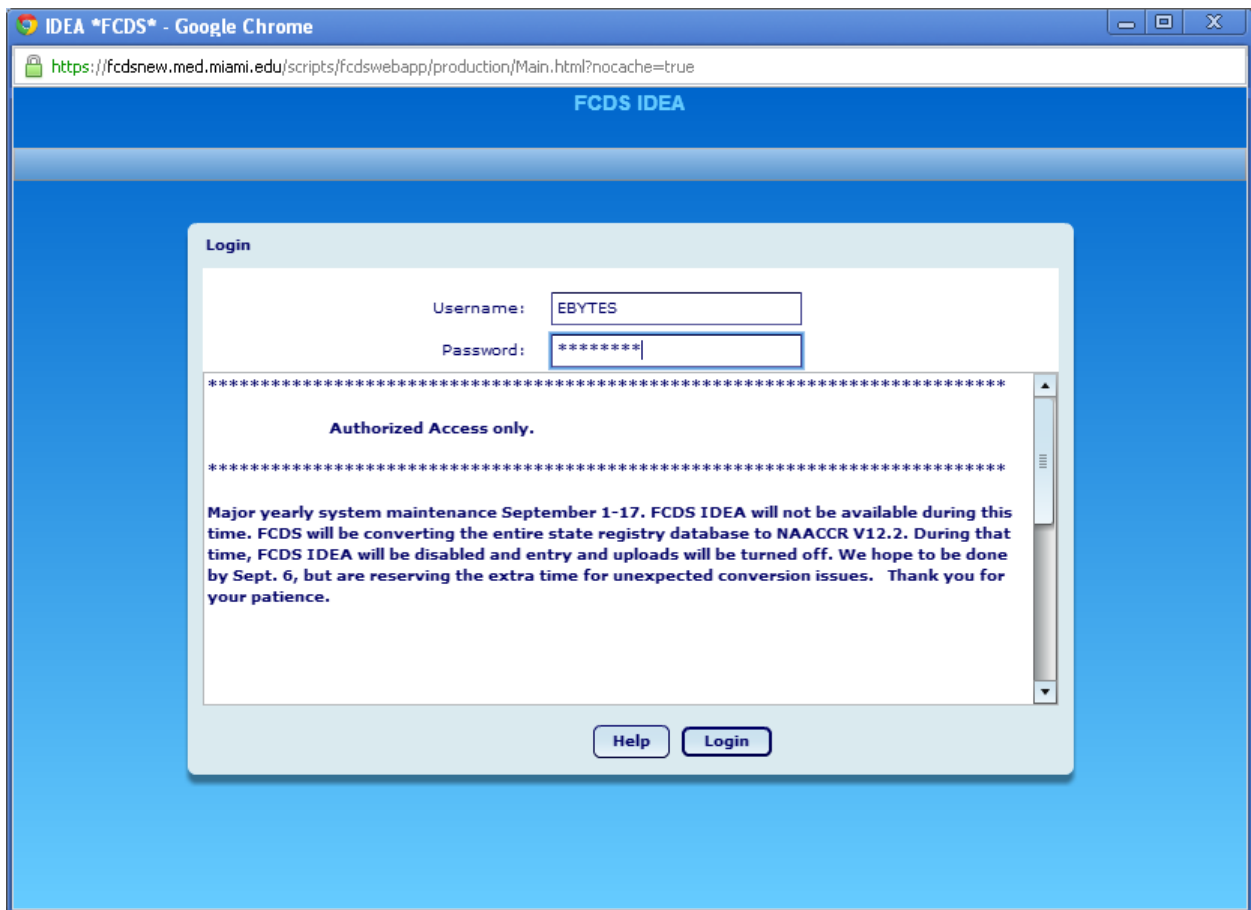 IDEA *FCDS* - Google Chrome
https://fcdsnew.med.miami.edu/scripts/fcdswebapp/production/Main.html?nocache=true
FCDS IDEA
Login
Username: EBYTES
Password: ********
****************************************************************************
Authorized Access only.
****************************************************************************
Major yearly system maintenance September 1-17. FCDS IDEA will not be available during this
time. FCDS will be converting the entire state registry database to NAACCR V12.2. During that
time, FCDS IDEA will be disabled and entry and uploads will be turned off. We hope to be done
by Sept. 6, but are reserving the extra time for unexpected conversion issues.   Thank you for
your patience.
Help Login